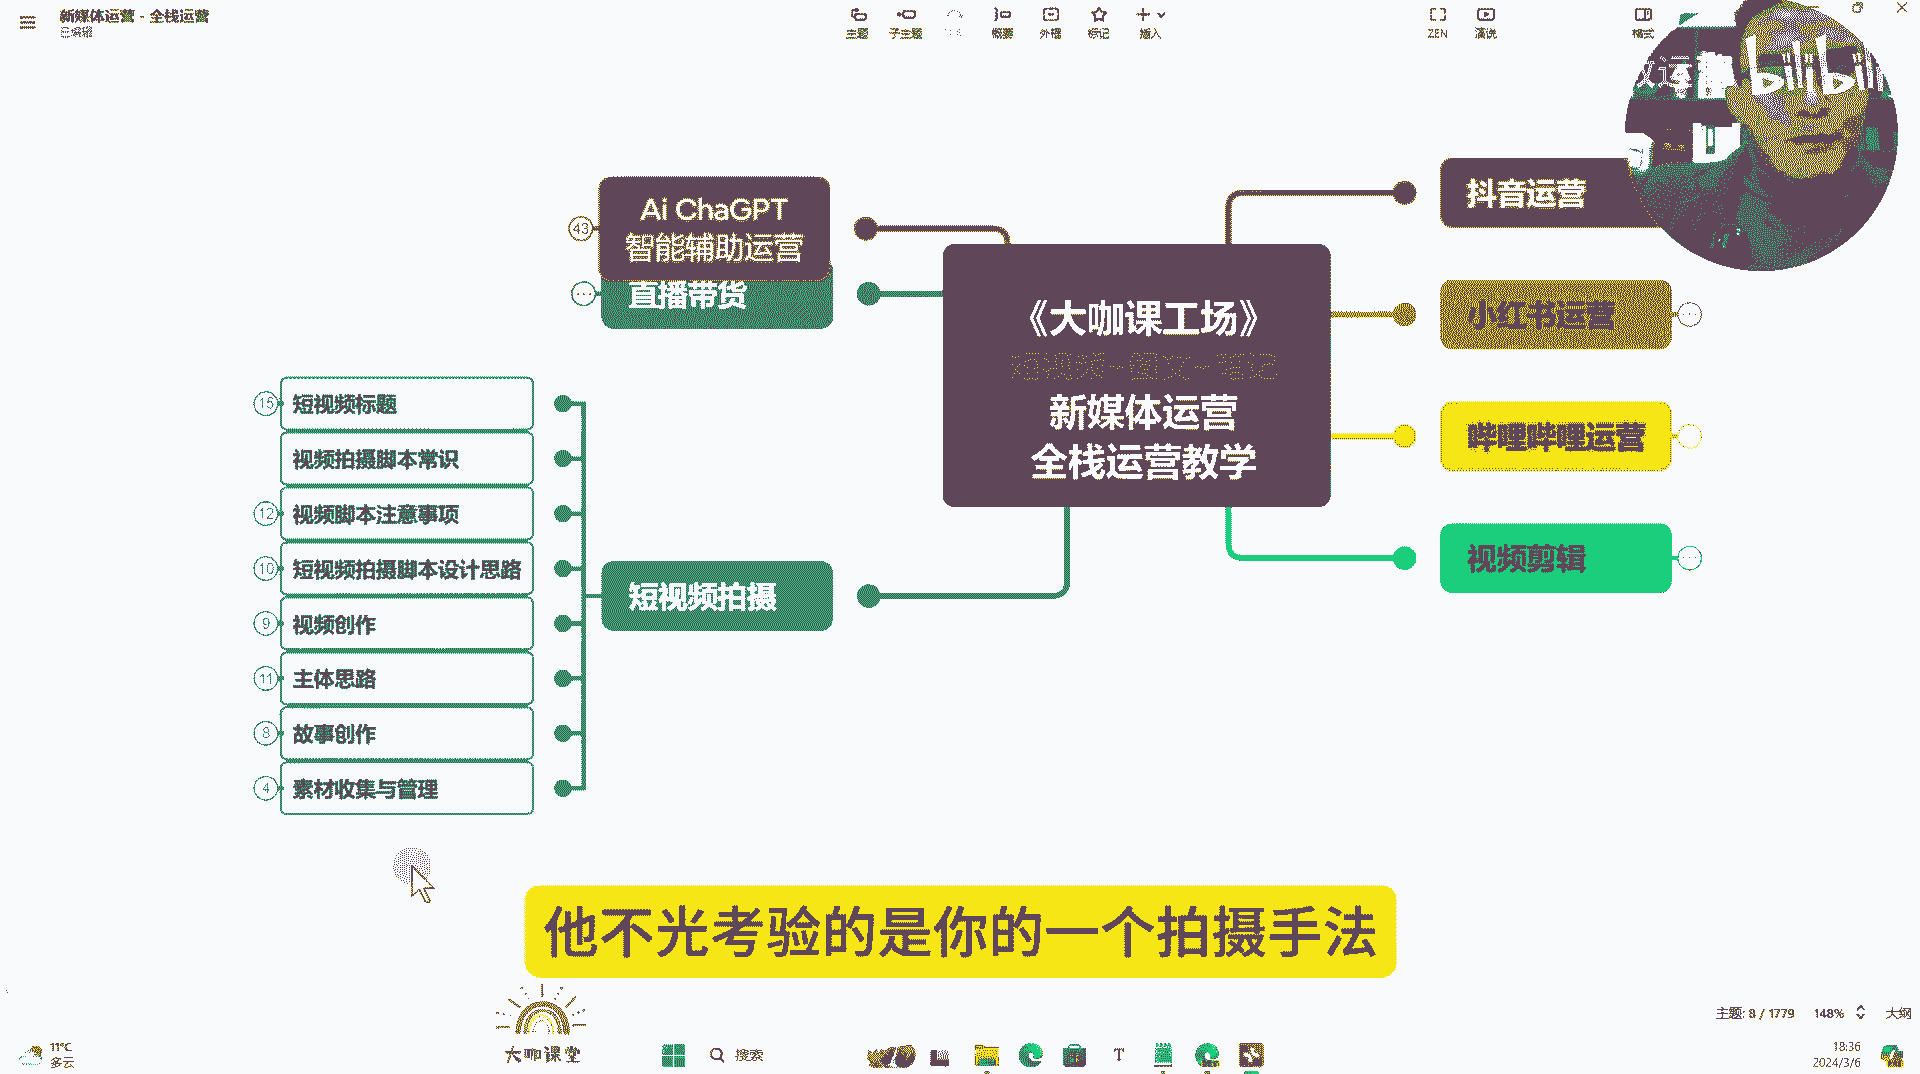 新媒体运营 - 全栈运营
已编辑
主题
子主题
概要
外框
标记
插入
ZEN
演说
格式
bilibili
Ai ChaGPT
智能辅助运营
43
直播带货
《大咖课工场》
新媒体运营
全栈运营教学
抖音运营
小红书运营
哔哩哔哩运营
视频剪辑
短视频拍摄
15
短视频标题
视频拍摄脚本常识
12
视频脚本注意事项
10
短视频拍摄脚本设计思路
9
视频创作
11
主体思路
8
故事创作
4
素材收集与管理
他不光考验的是你的一个拍摄手法
大咖课堂
主题: 8 / 1779
148%
大纲
11°C
多云
搜索
18:36
2024/3/6